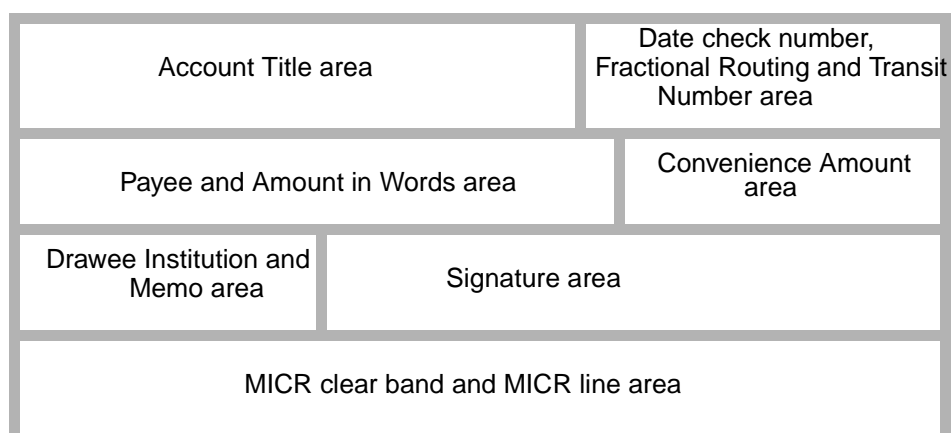 Account Title area
Date check number,
Fractional Routing and Transit
Number area
Payee and Amount in Words area
Convenience Amount
area
Drawee Institution and
Memo area
Signature area
MICR clear band and MICR line area